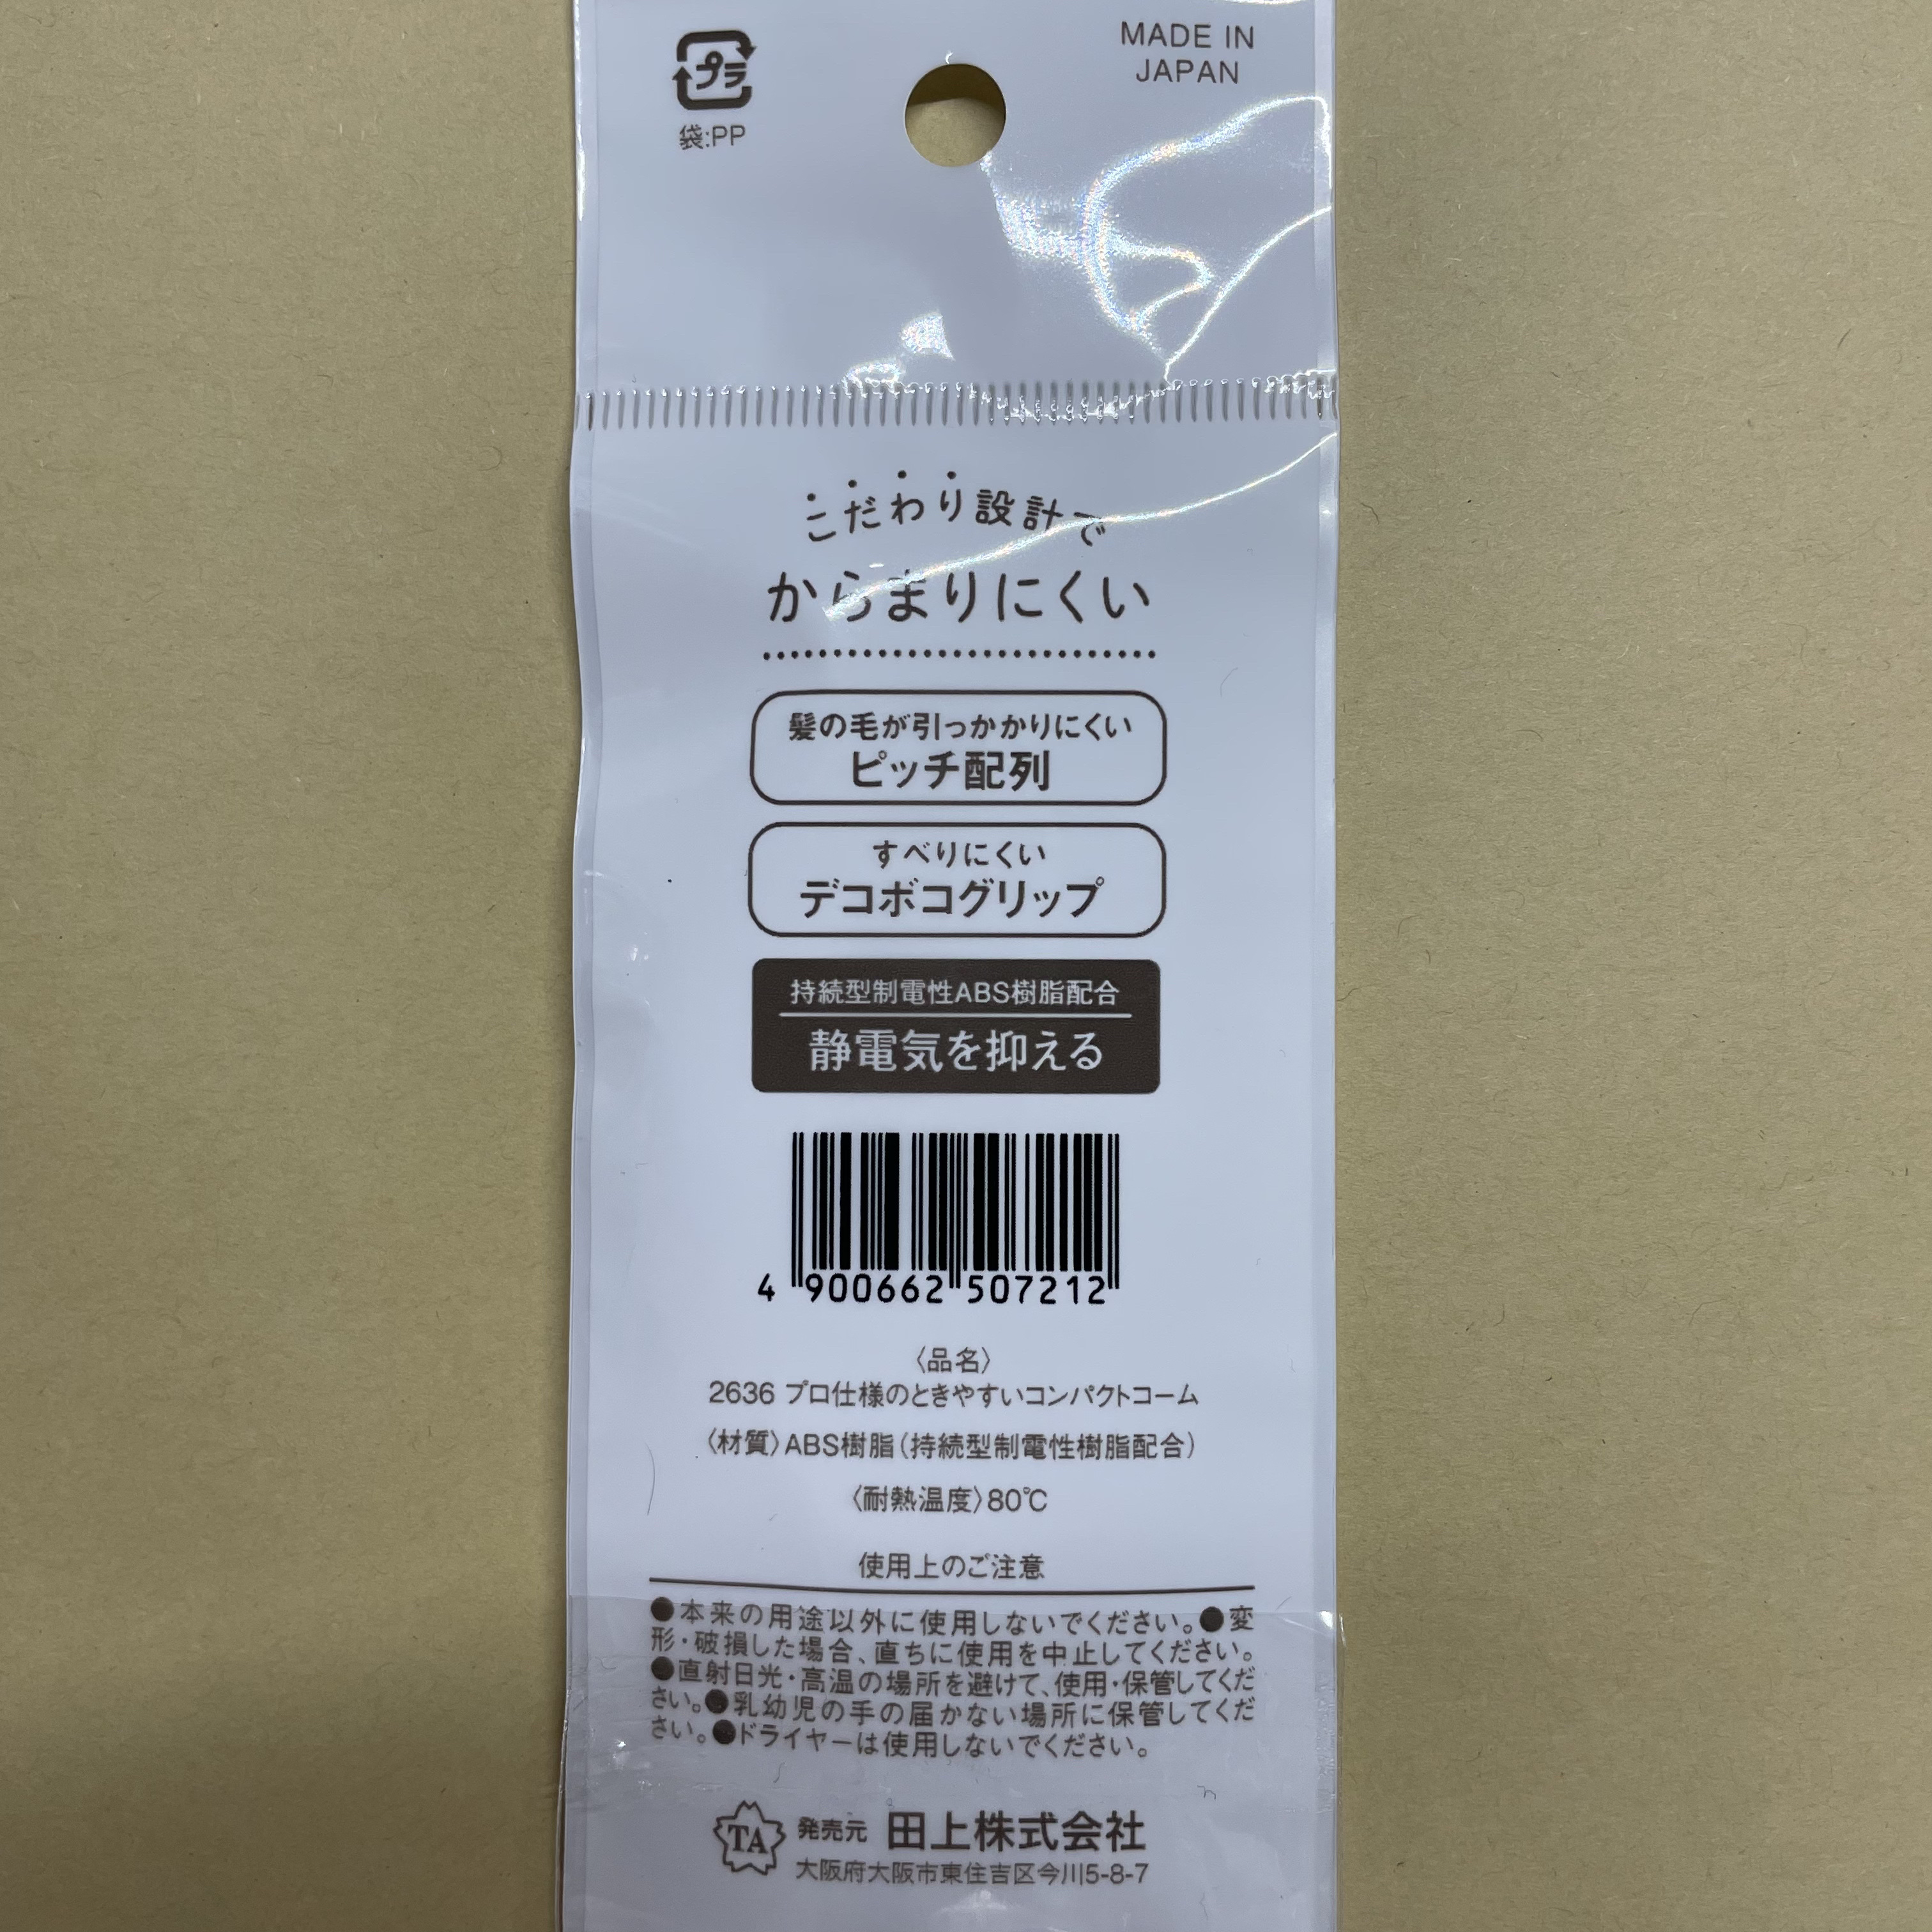 プラ
袋:PP
MADE IN
JAPAN
こだわり設計で
からまりにくい
髪の毛が引っかかりにくい
ピッチ配列
すべりにくい
デコボコグリップ
持続型制電性ABS樹脂配合
静電気を抑える
4 900662 507212
〈品名〉
2636 プロ仕様のときやすいコンパクトコーム
〈材質〉ABS樹脂(持続型制電性樹脂配合)
〈耐熱温度〉80℃
使用上のご注意
●本来の用途以外に使用しないでください。●変
形・破損した場合、直ちに使用を中止してください。
●直射日光・高温の場所を避けて、使用・保管してくだ
さい。●乳幼児の手の届かない場所に保管してくだ
さい。●ドライヤーは使用しないでください。
TA 発売元 田上株式会社
大阪府大阪市東住吉区今川5-8-7